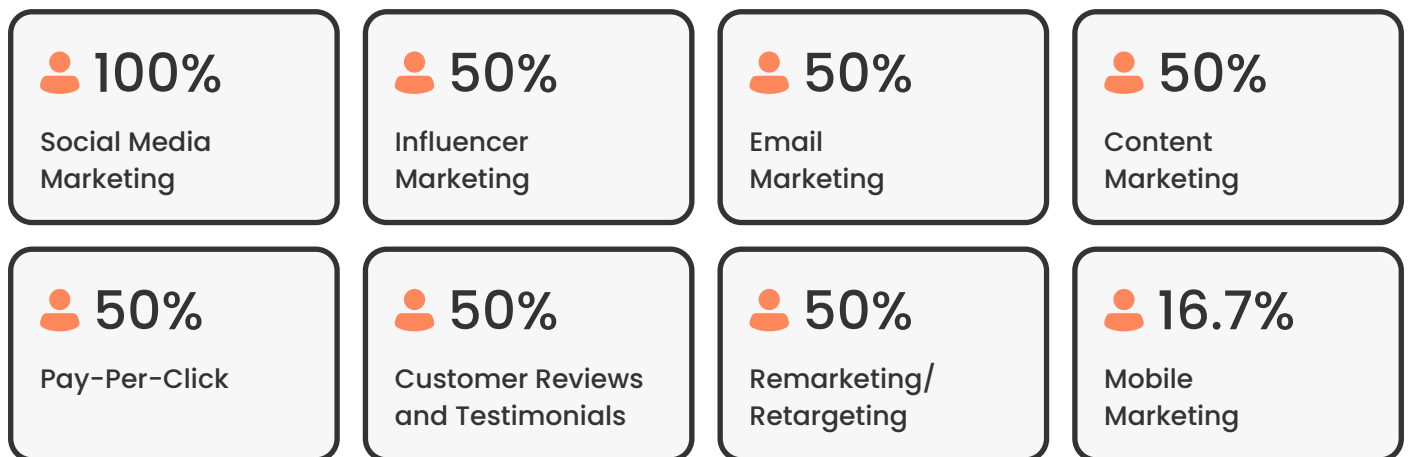 100%
Social Media
Marketing
50%
Influencer
Marketing
50%
Email
Marketing
50%
Content
Marketing
50%
Pay-Per-Click
50%
Customer Reviews
and Testimonials
50%
Remarketing/
Retargeting
16.7%
Mobile
Marketing